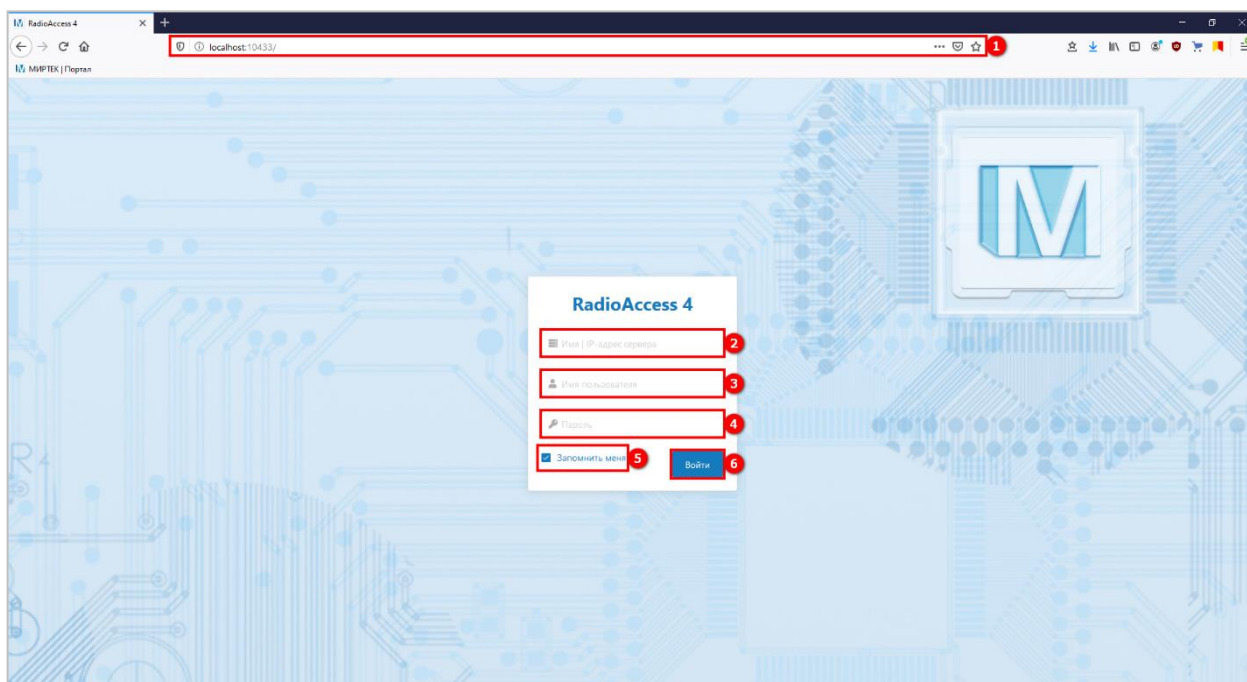 RadioAccess 4
localhost:10433/
1
МИРТЕК | Портал
M
RadioAccess 4
Имя | IP-адрес сервера
2
Имя пользователя
3
Пароль
4
Запомнить меня
5
Войти
6
R4